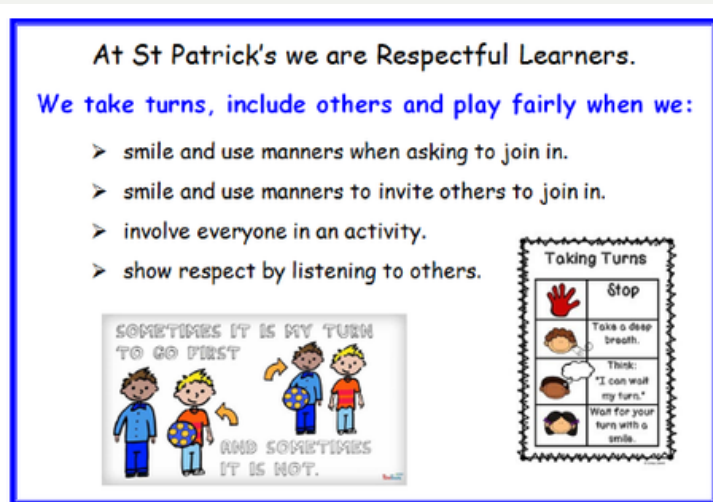 At St Patrick's we are Respectful Learners.
We take turns, include others and play fairly when we:
➢ smile and use manners when asking to join in.
➢ smile and use manners to invite others to join in.
➢ involve everyone in an activity.
➢ show respect by listening to others.
SOMETIMES IT IS MY TURN
TO GO FIRST
AND SOMETIMES
IT IS NOT.
Taking Turns
Stop
Take a deep
breath.
Think:
"I can wait
my turn."
Wait for your
turn with a
smile.